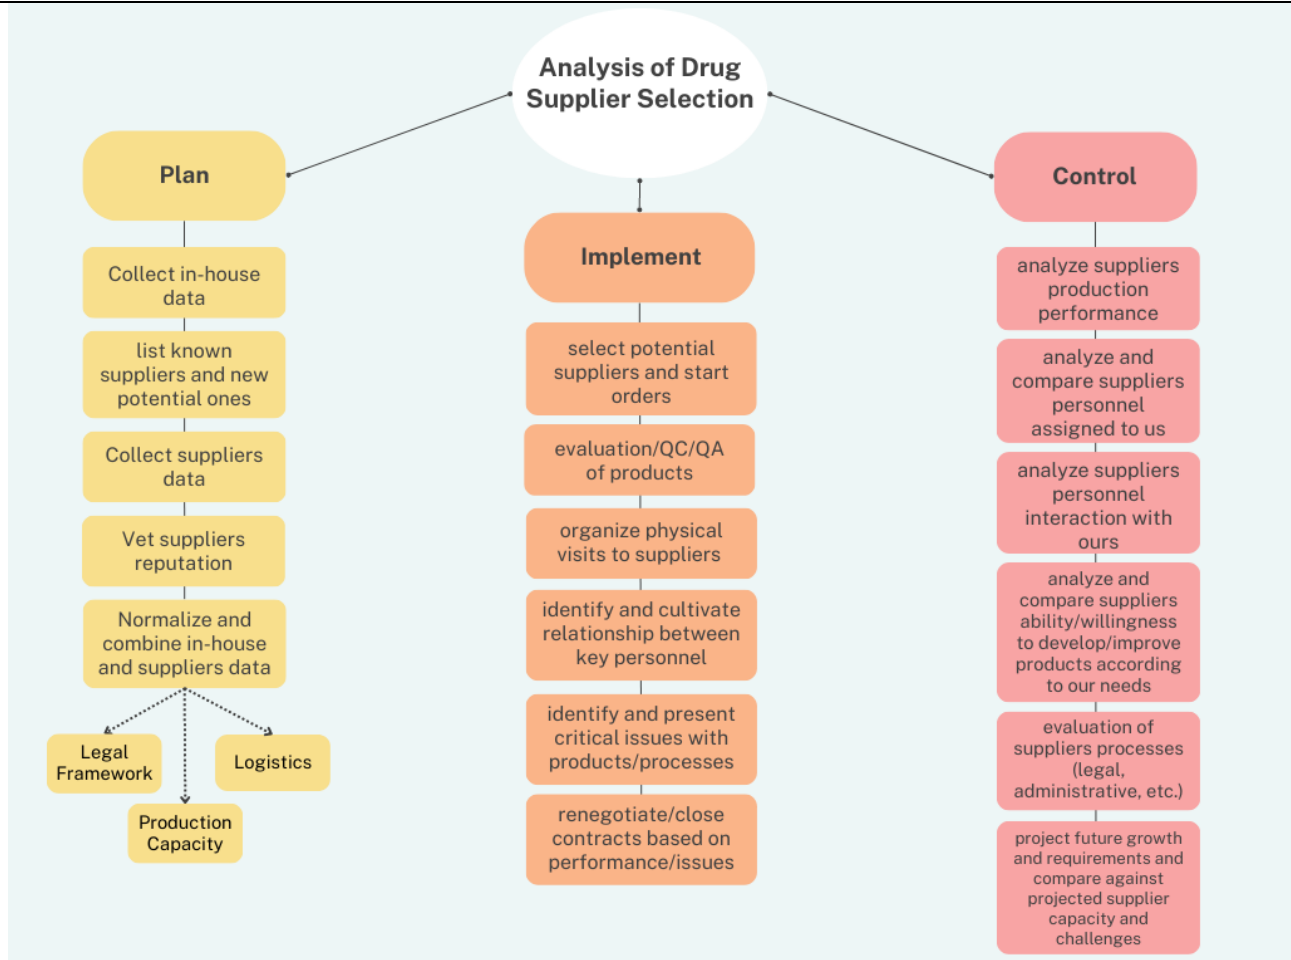 Analysis of Drug
Supplier Selection
Plan
Collect in-house
data
list known
suppliers and new
potential ones
Collect suppliers
data
Vet suppliers
reputation
Normalize and
combine in-house
and suppliers data
Legal
Framework
Logistics
Production
Capacity
Implement
select potential
suppliers and start
orders
evaluation/QC/QA
of products
organize physical
visits to suppliers
identify and cultivate
relationship between
key personnel
identify and present
critical issues with
products/processes
renegotiate/close
contracts based on
performance/issues
Control
analyze suppliers
production
performance
analyze and
compare suppliers
personnel
assigned to us
analyze suppliers
personnel
interaction with
ours
analyze and
compare suppliers
ability/willingness
to develop/improve
products according
to our needs
evaluation of
suppliers processes
(legal,
administrative, etc.)
project future growth
and requirements and
compare against
projected supplier
capacity and
challenges